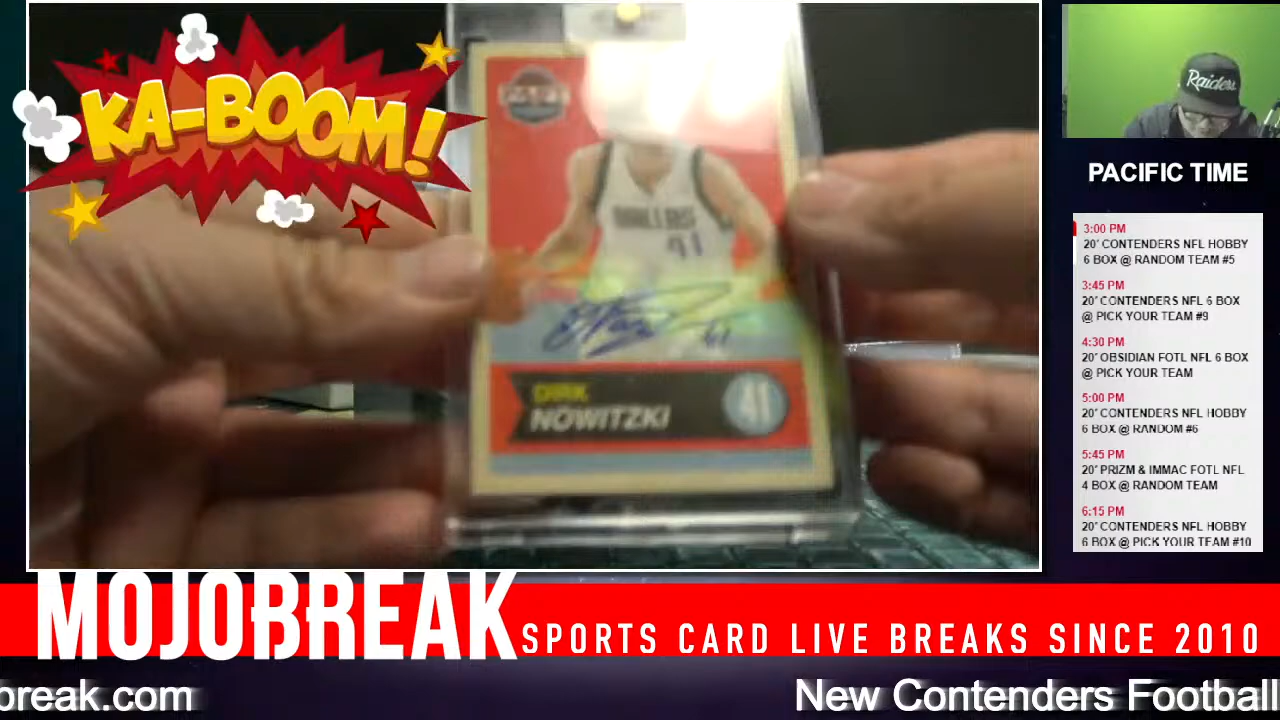 KA-BOOM!
DALLAS
41
41
DIRK
NOWITZKI
41
Raiders
PACIFIC TIME
3:00 PM
20' CONTENDERS NFL HOBBY
6 BOX @ RANDOM TEAM #5
3:45 PM
20' CONTENDERS NFL 6 BOX
@ PICK YOUR TEAM #9
4:30 PM
20' OBSIDIAN FOTL NFL 6 BOX
@ PICK YOUR TEAM
5:00 PM
20' CONTENDERS NFL HOBBY
6 BOX @ RANDOM #6
5:45 PM
20' PRIZM & IMMAC FOTL NFL
4 BOX @ RANDOM TEAM
6:15 PM
20' CONTENDERS NFL HOBBY
6 BOX @ PICK YOUR TEAM #10
MOJOBREAK
SPORTS CARD LIVE BREAKS SINCE 2010
break.com
New Contenders Football